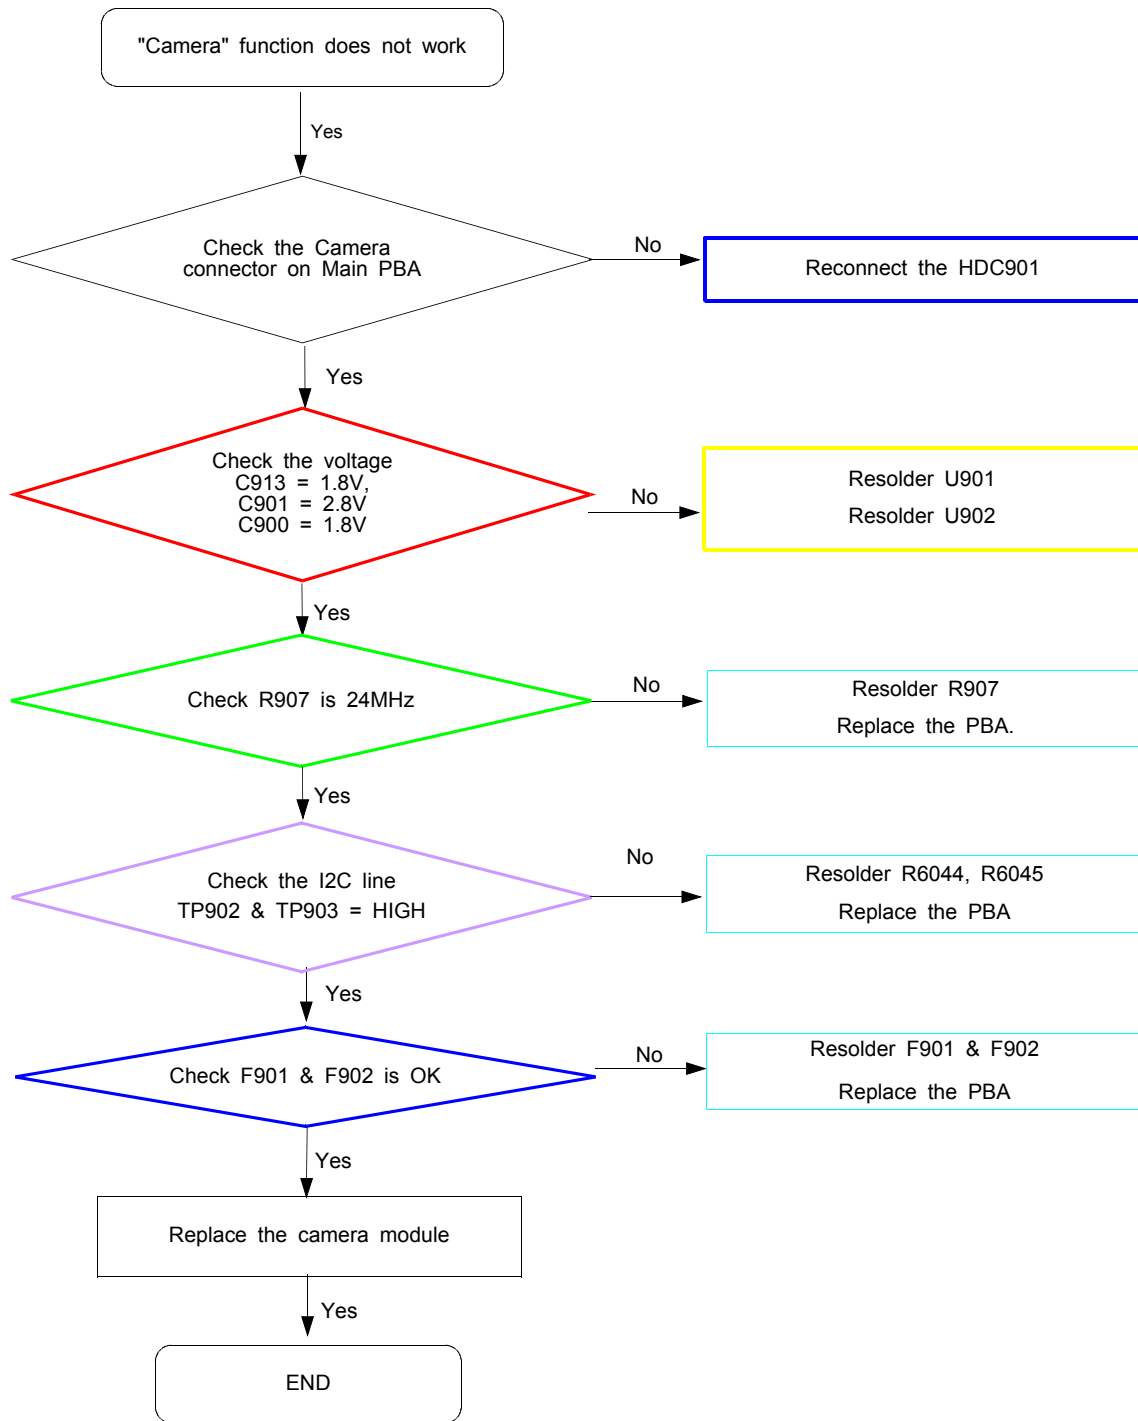 "Camera" function does not work
Yes
Check the Camera
connector on Main PBA
No
Reconnect the HDC901
Yes
Check the voltage
C913 = 1.8V,
C901 = 2.8V
C900 = 1.8V
No
Resolder U901
Resolder U902
Yes
Check R907 is 24MHz
No
Resolder R907
Replace the PBA.
Yes
Check the I2C line
TP902 & TP903 = HIGH
No
Resolder R6044, R6045
Replace the PBA
Yes
Check F901 & F902 is OK
No
Resolder F901 & F902
Replace the PBA
Yes
Replace the camera module
Yes
END